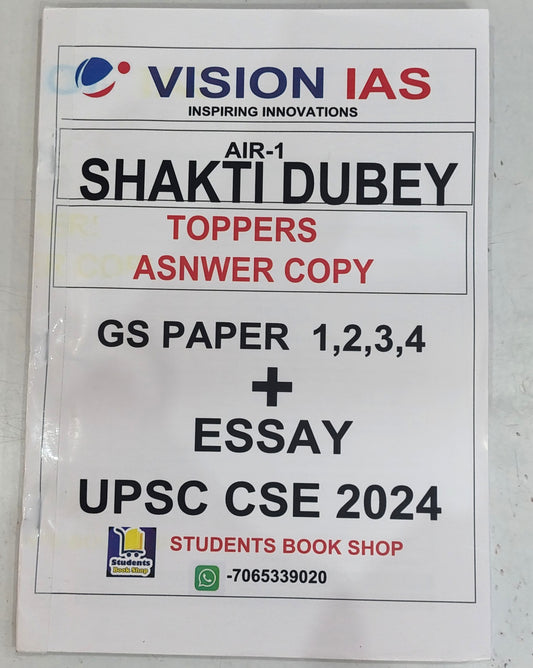 VISION IAS
INSPIRING INNOVATIONS
AIR-1
SHAKTI DUBEY
TOPPERS
ASNWER COPY
GS PAPER 1,2,3,4
+
ESSAY
UPSC CSE 2024
Students
Book Shop
STUDENTS BOOK SHOP
-7065339020